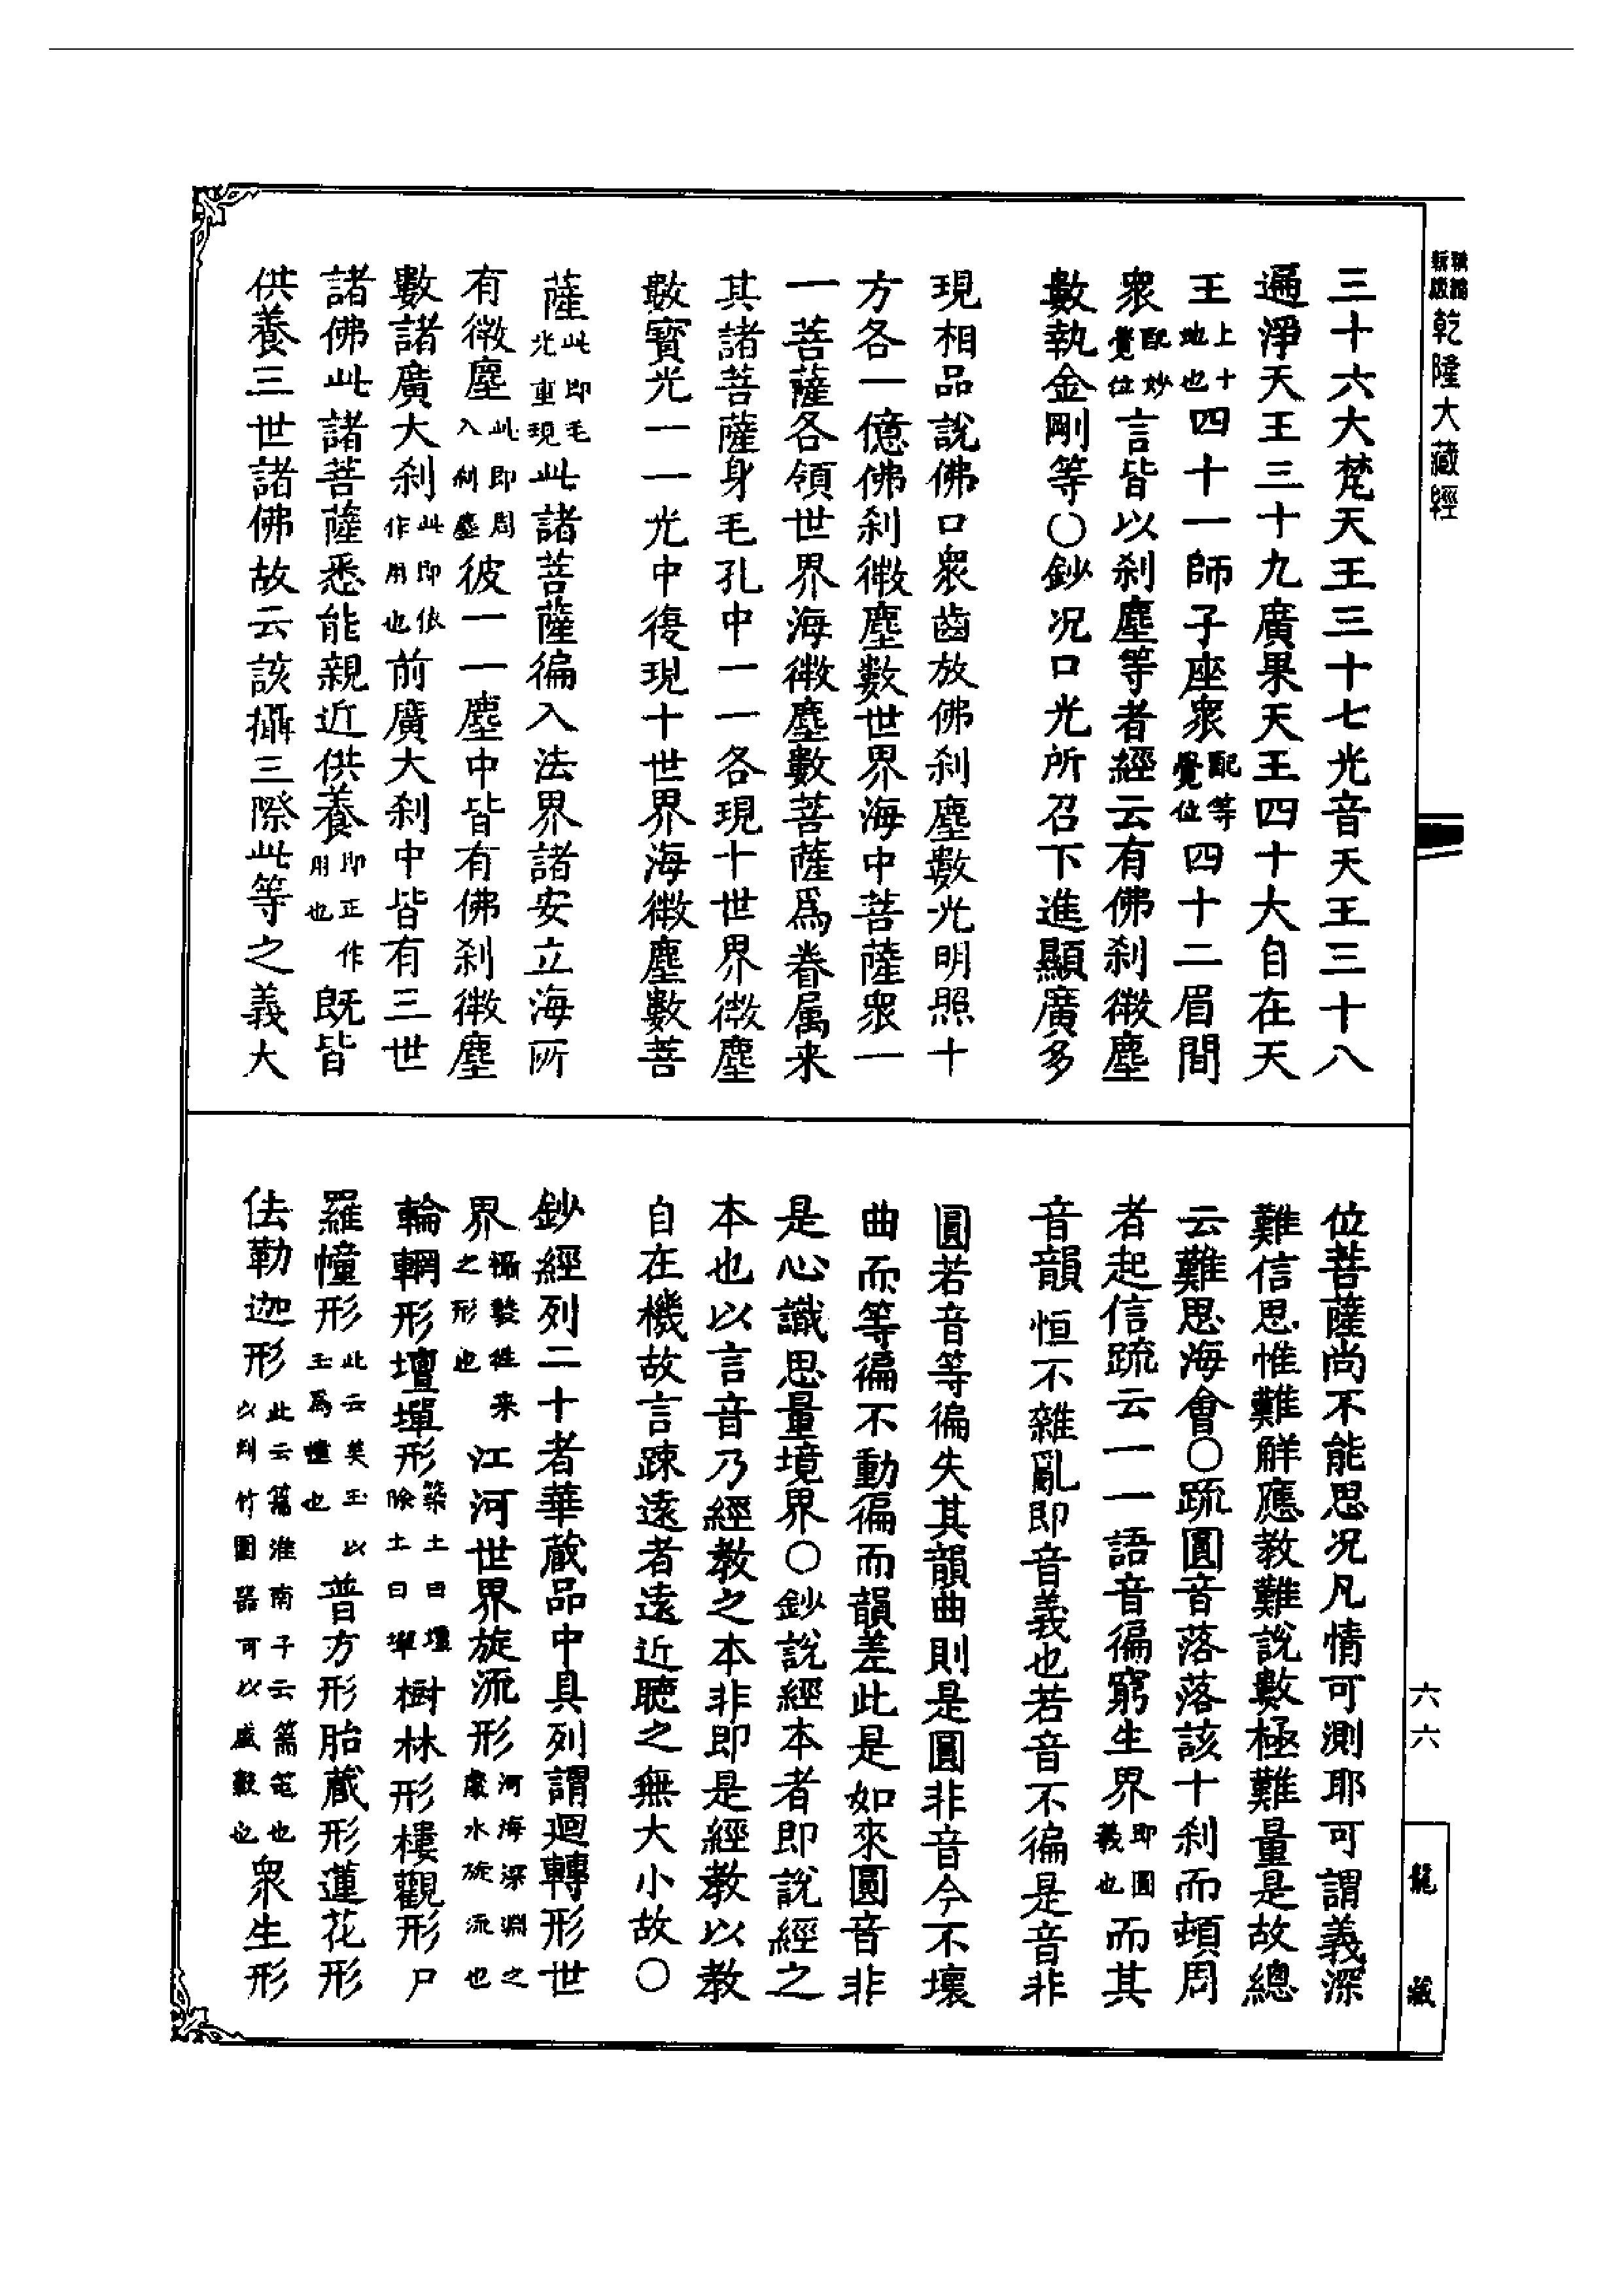 新編縮版乾隆大藏經
三十六大梵天王三十七光音天王三十八
遍淨天王三十九廣果天王四十大自在天
王上十地也四十一師子座衆配等覺位四十二眉間
衆配妙覺位言皆以刹塵等者經云有佛刹微塵
數執金剛等〇鈔况口光所召下進顯廣多
現相品說佛口衆齒放佛刹塵數光明照十
方各一億佛刹微塵數世界海中菩薩衆一
一菩薩各領世界海微塵數菩薩爲眷属来
其諸菩薩身毛孔中一一各現十世界微塵
數寳光一一光中復現十世界海微塵數菩
薩此即毛光重現此諸菩薩徧入法界諸安立海所
有微塵此即周入刹塵彼一一塵中皆有佛刹微塵
數諸廣大刹此即依作用也前廣大刹中皆有三世
諸佛此諸菩薩悉能親近供養即正作用也既皆
供養三世諸佛故云該攝三際此等之義大
位菩薩尚不能思况凡情可測耶可謂義深
難信思惟難解應教難說數極難量是故總
云難思海會〇疏圓音落落該十刹而頓周
者起信疏云一一語音徧窮生界即圓義也而其
音韻恒不雜亂即音義也若音不徧是音非
圓若音等徧失其韻曲則是圓非音今不壞
曲而等徧不動徧而韻差此是如來圓音非
是心識思量境界〇鈔說經本者即說經之
本也以言音乃經教之本非即是經教以教
自在機故言踈遠者遠近聴之無大小故〇
鈔經列二十者華蔵品中具列謂迴轉形世
界攝整徃来之形也江河世界旋流形河海深淵之處水旋流也
輪輞形壇墠形築土曰壇除土曰墠樹林形樓觀形尸
羅幢形此云美玉以玉爲幢也普方形胎蔵形蓮花形
佉勒迦形此云篅淮南子云篅笔也以判竹圍器可以盛穀也衆生形
六六
龍藏